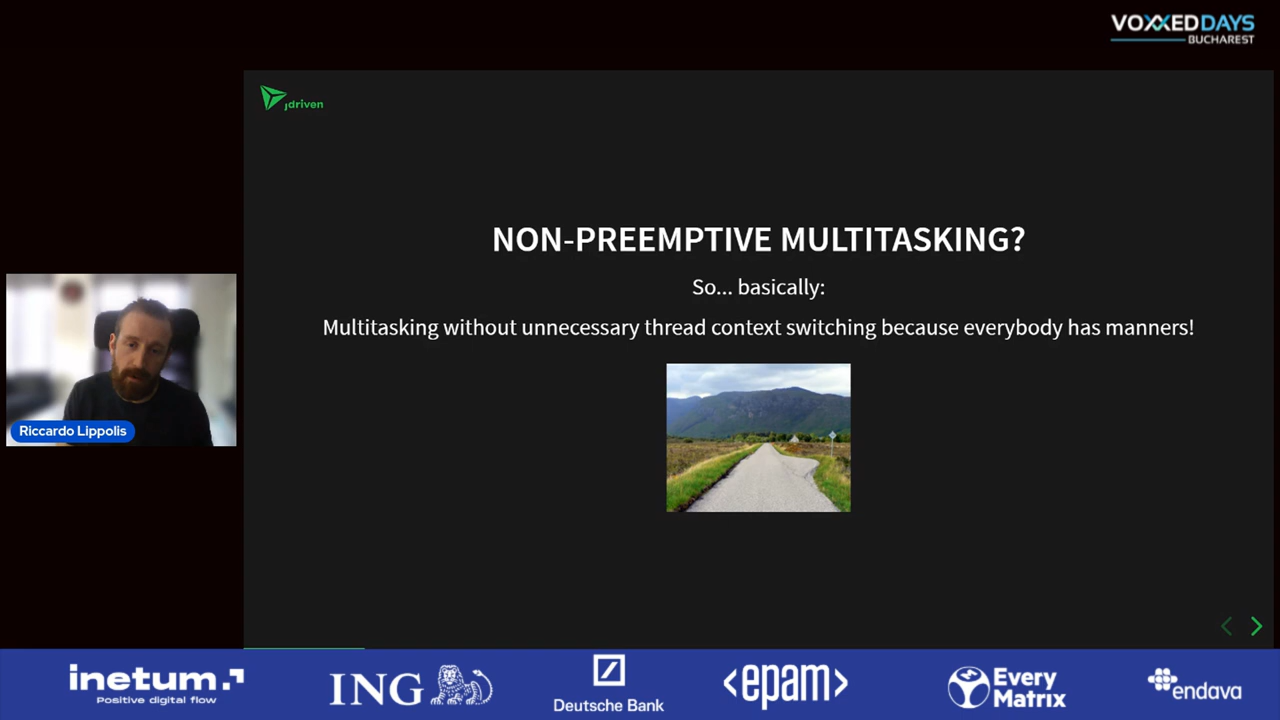 VOXXED DAYS
BUCHAREST
jdriven
NON-PREEMPTIVE MULTITASKING?
So... basically:
Multitasking without unnecessary thread context switching because everybody has manners!
Riccardo Lippolis
inetum.
Positive digital flow
ING
Deutsche Bank
<epam>
Every
Matrix
endava